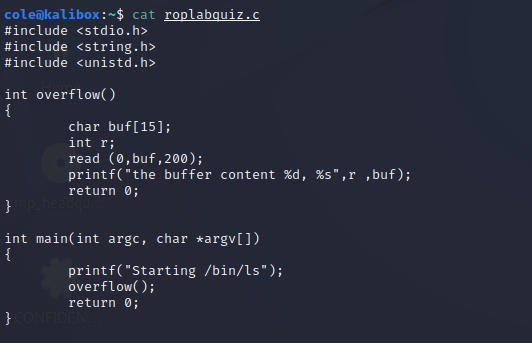 cole@kalibox:~$ cat roplabquiz.c
#include <stdio.h>
#include <string.h>
#include <unistd.h>

int overflow()
{
        char buf[15];
        int r;
        read (0,buf,200);
        printf("the buffer content %d, %s",r ,buf);
        return 0;
}

int main(int argc, char *argv[])
{
        printf("Starting /bin/ls");
        overflow();
        return 0;
}